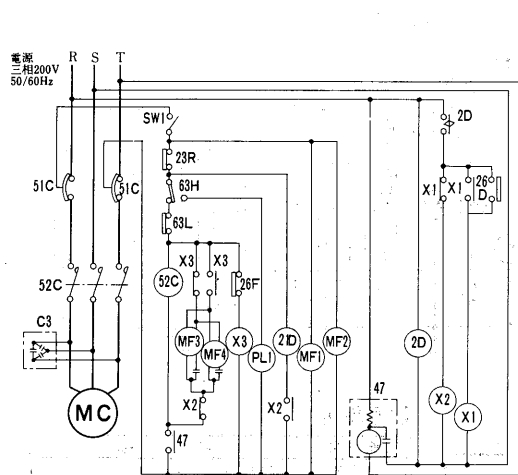 電源
三相200V
50/60Hz
R S T
SW1
2D
23R
51C
51C
63H
X1
X1
26
D
63L
X3
X3
52C
52C
26F
C3
MF3
MF4
X3
PL1
21D
MF1
MF2
2D
X2
X2
47
47
X2
X1
MC